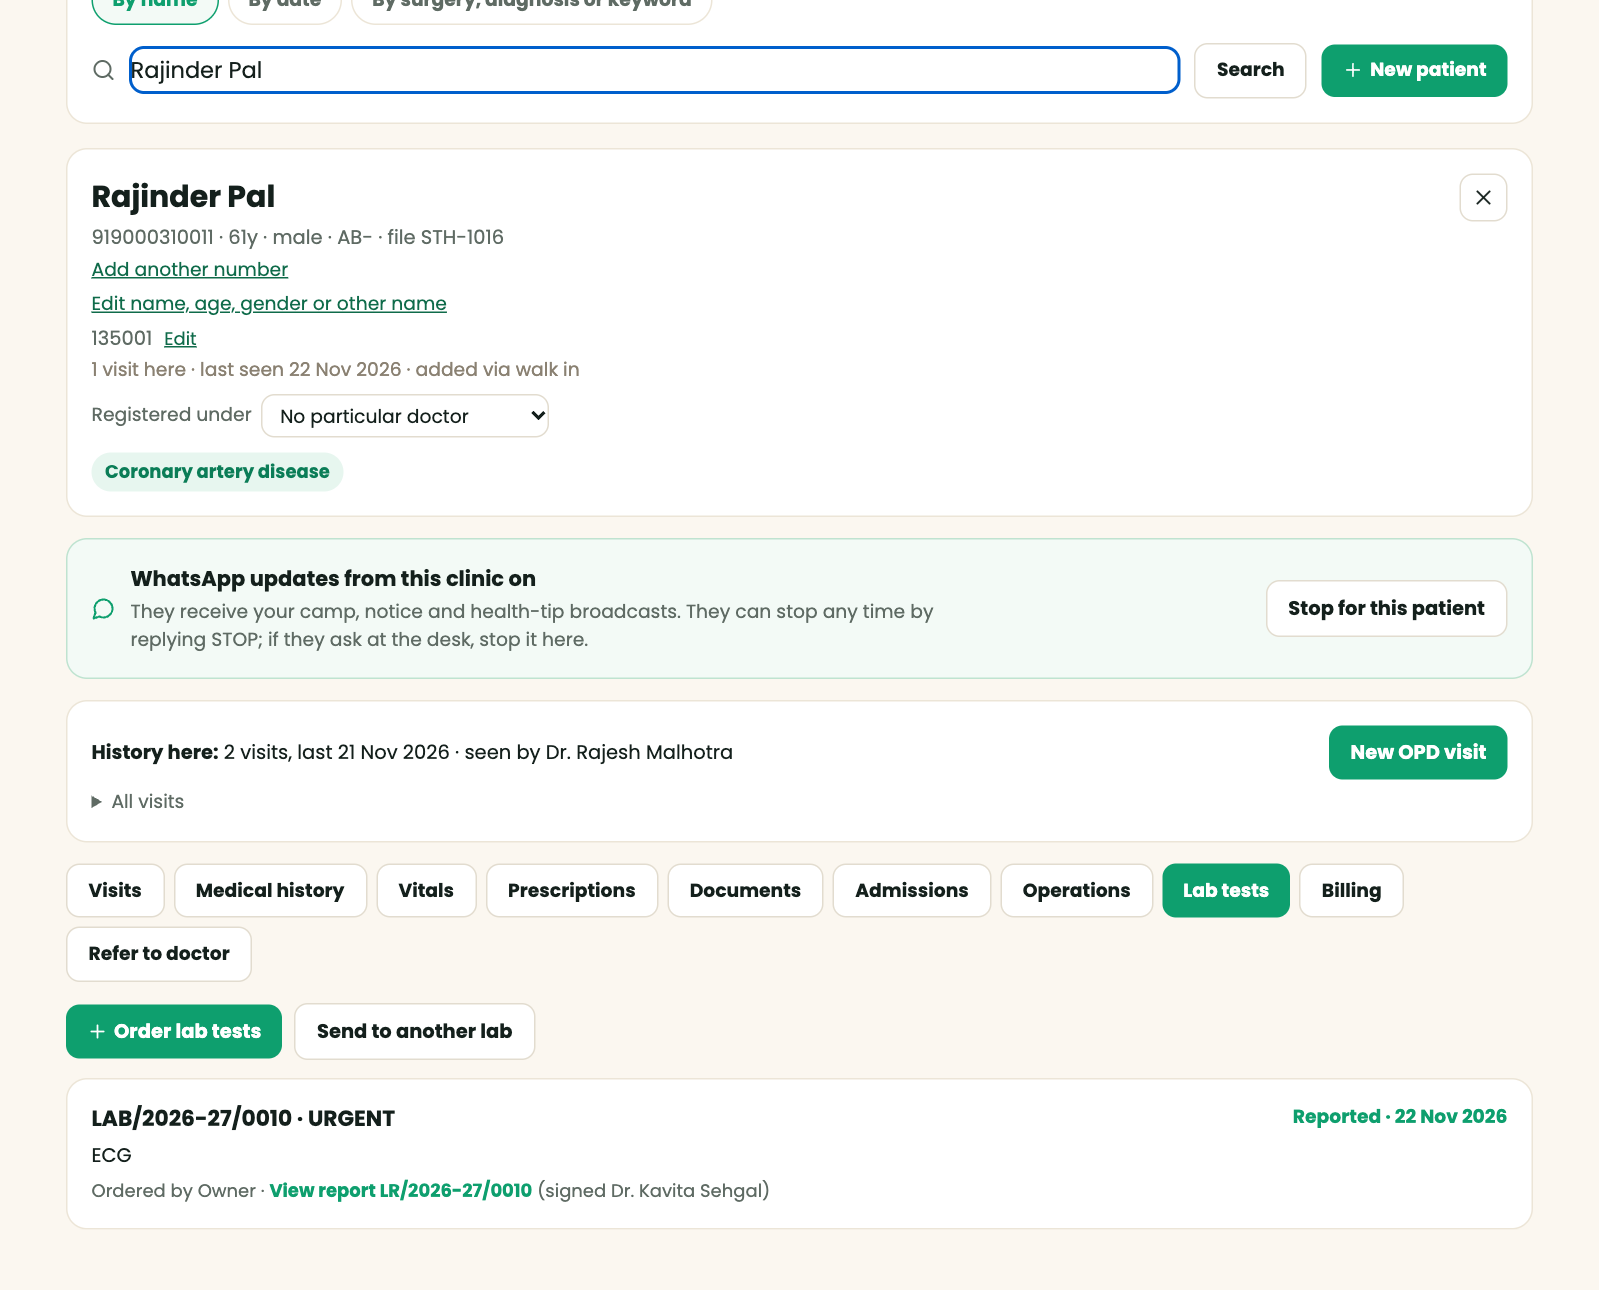 By name By date By surgery, diagnosis or keyword
Rajinder Pal Search + New patient
Rajinder Pal
919000310011 · 61y · male · AB- · file STH-1016
Add another number
Edit name, age, gender or other name
135001 Edit
1 visit here · last seen 22 Nov 2026 · added via walk in
Registered under No particular doctor
Coronary artery disease
WhatsApp updates from this clinic on
They receive your camp, notice and health-tip broadcasts. They can stop any time by
replying STOP; if they ask at the desk, stop it here.
Stop for this patient
History here: 2 visits, last 21 Nov 2026 · seen by Dr. Rajesh Malhotra
New OPD visit
All visits
Visits Medical history Vitals Prescriptions Documents Admissions Operations Lab tests Billing
Refer to doctor
+ Order lab tests Send to another lab
LAB/2026-27/0010 · URGENT Reported · 22 Nov 2026
ECG
Ordered by Owner · View report LR/2026-27/0010 (signed Dr. Kavita Sehgal)